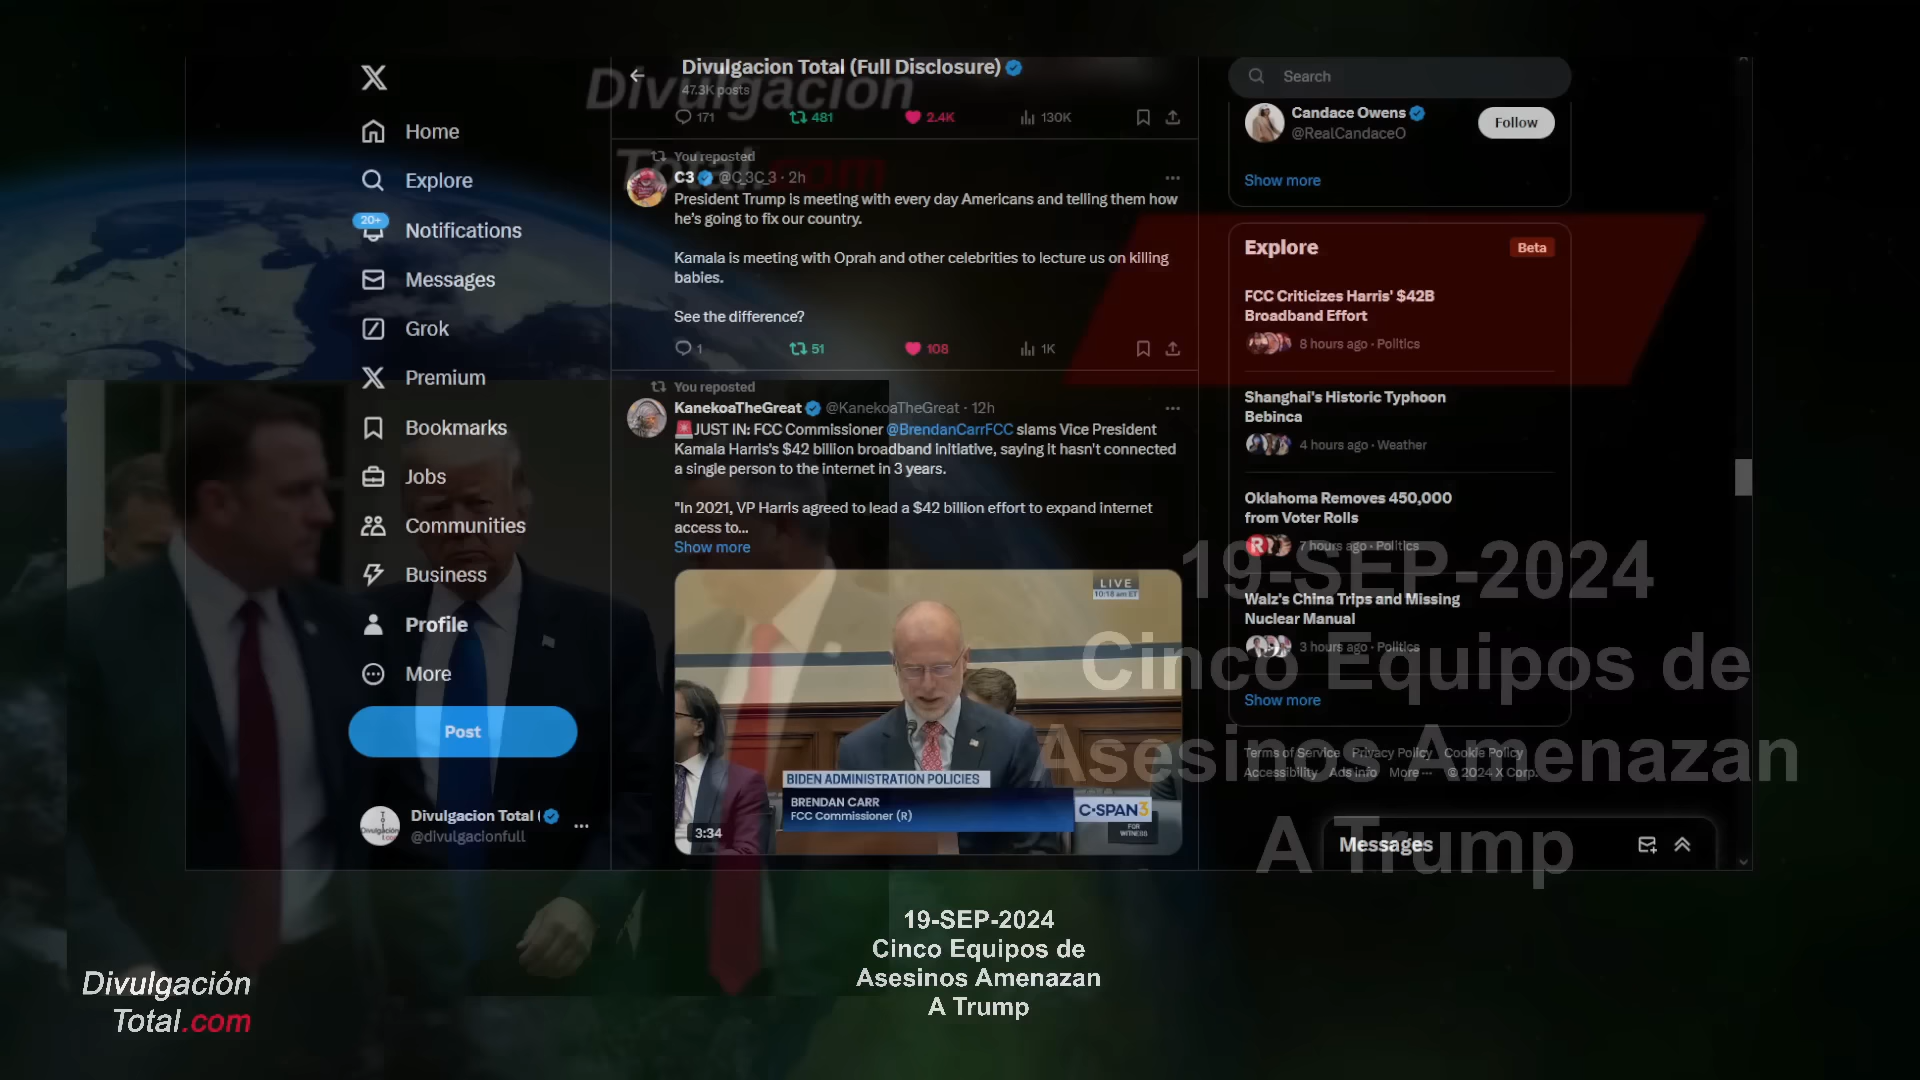 Home
Explore
20+
Notifications
Messages
Grok
Premium
Bookmarks
Jobs
Communities
Business
Profile
More
Post
Divulgacion Total (
@divulgacionfull
Divulgacion Total (Full Disclosure)
47.3K posts
171 481 2.4K 130K
Divulgación
Total.com
You reposted
C3 @C_3C_3 · 2h
President Trump is meeting with every day Americans and telling them how
he's going to fix our country.
Kamala is meeting with Oprah and other celebrities to lecture us on killing
babies.
See the difference?
1 51 108 1K
You reposted
KanekoaTheGreat @KanekoaTheGreat · 12h
🚨JUST IN: FCC Commissioner @BrendanCarrFCC slams Vice President
Kamala Harris's $42 billion broadband initiative, saying it hasn't connected
a single person to the internet in 3 years.
"In 2021, VP Harris agreed to lead a $42 billion effort to expand internet
access to...
Show more
LIVE
10:18 am ET
BIDEN ADMINISTRATION POLICIES
BRENDAN CARR
FCC Commissioner (R)
C-SPAN3
FOR
WITNESS
3:34
Search
Candace Owens
@RealCandaceO
Follow
Show more
Explore
Beta
FCC Criticizes Harris' $42B
Broadband Effort
8 hours ago · Politics
Shanghai's Historic Typhoon
Bebinca
4 hours ago · Weather
Oklahoma Removes 450,000
from Voter Rolls
7 hours ago · Politics
Walz's China Trips and Missing
Nuclear Manual
3 hours ago · Politics
Show more
Terms of Service Privacy Policy Cookie Policy
Accessibility Ads info More ··· © 2024 X Corp.
Messages
19-SEP-2024
Cinco Equipos de
Asesinos Amenazan
A Trump
19-SEP-2024
Cinco Equipos de
Asesinos Amenazan
A Trump
Divulgación
Total.com